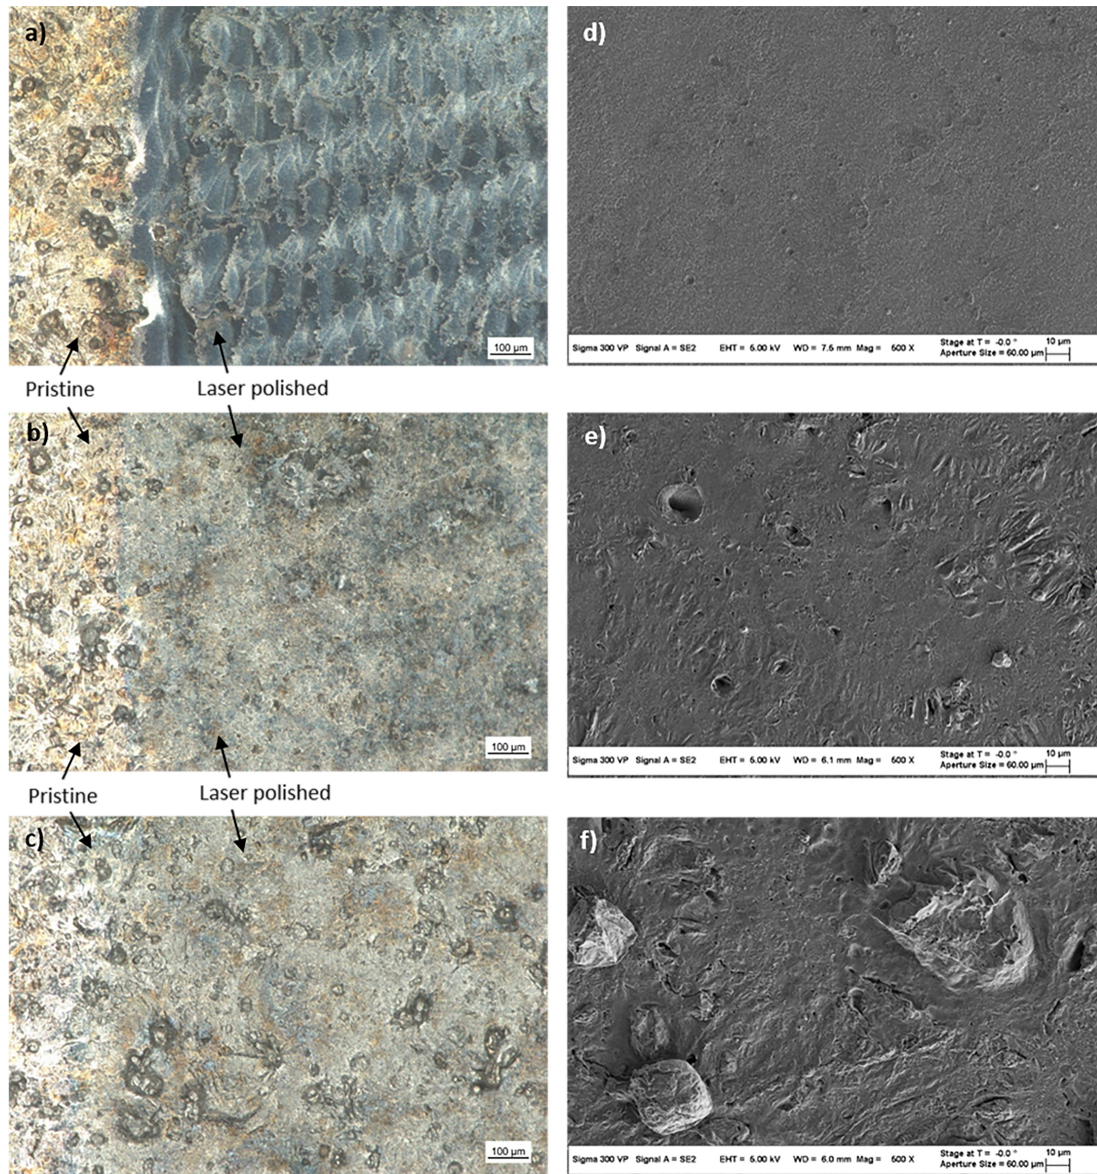 a)
100 µm
d)
Sigma 300 VP Signal A = SE2 EHT = 5.00 kV WD = 7.5 mm Mag = 500 X Stage at T = -0.0 ° Aperture Size = 60.00 µm 10 µm
Pristine Laser polished
b)
100 µm
e)
Sigma 300 VP Signal A = SE2 EHT = 5.00 kV WD = 6.1 mm Mag = 500 X Stage at T = -0.0 ° Aperture Size = 60.00 µm 10 µm
Pristine Laser polished
c)
100 µm
f)
Sigma 300 VP Signal A = SE2 EHT = 5.00 kV WD = 6.0 mm Mag = 500 X Stage at T = -0.0 ° Aperture Size = 60.00 µm 10 µm